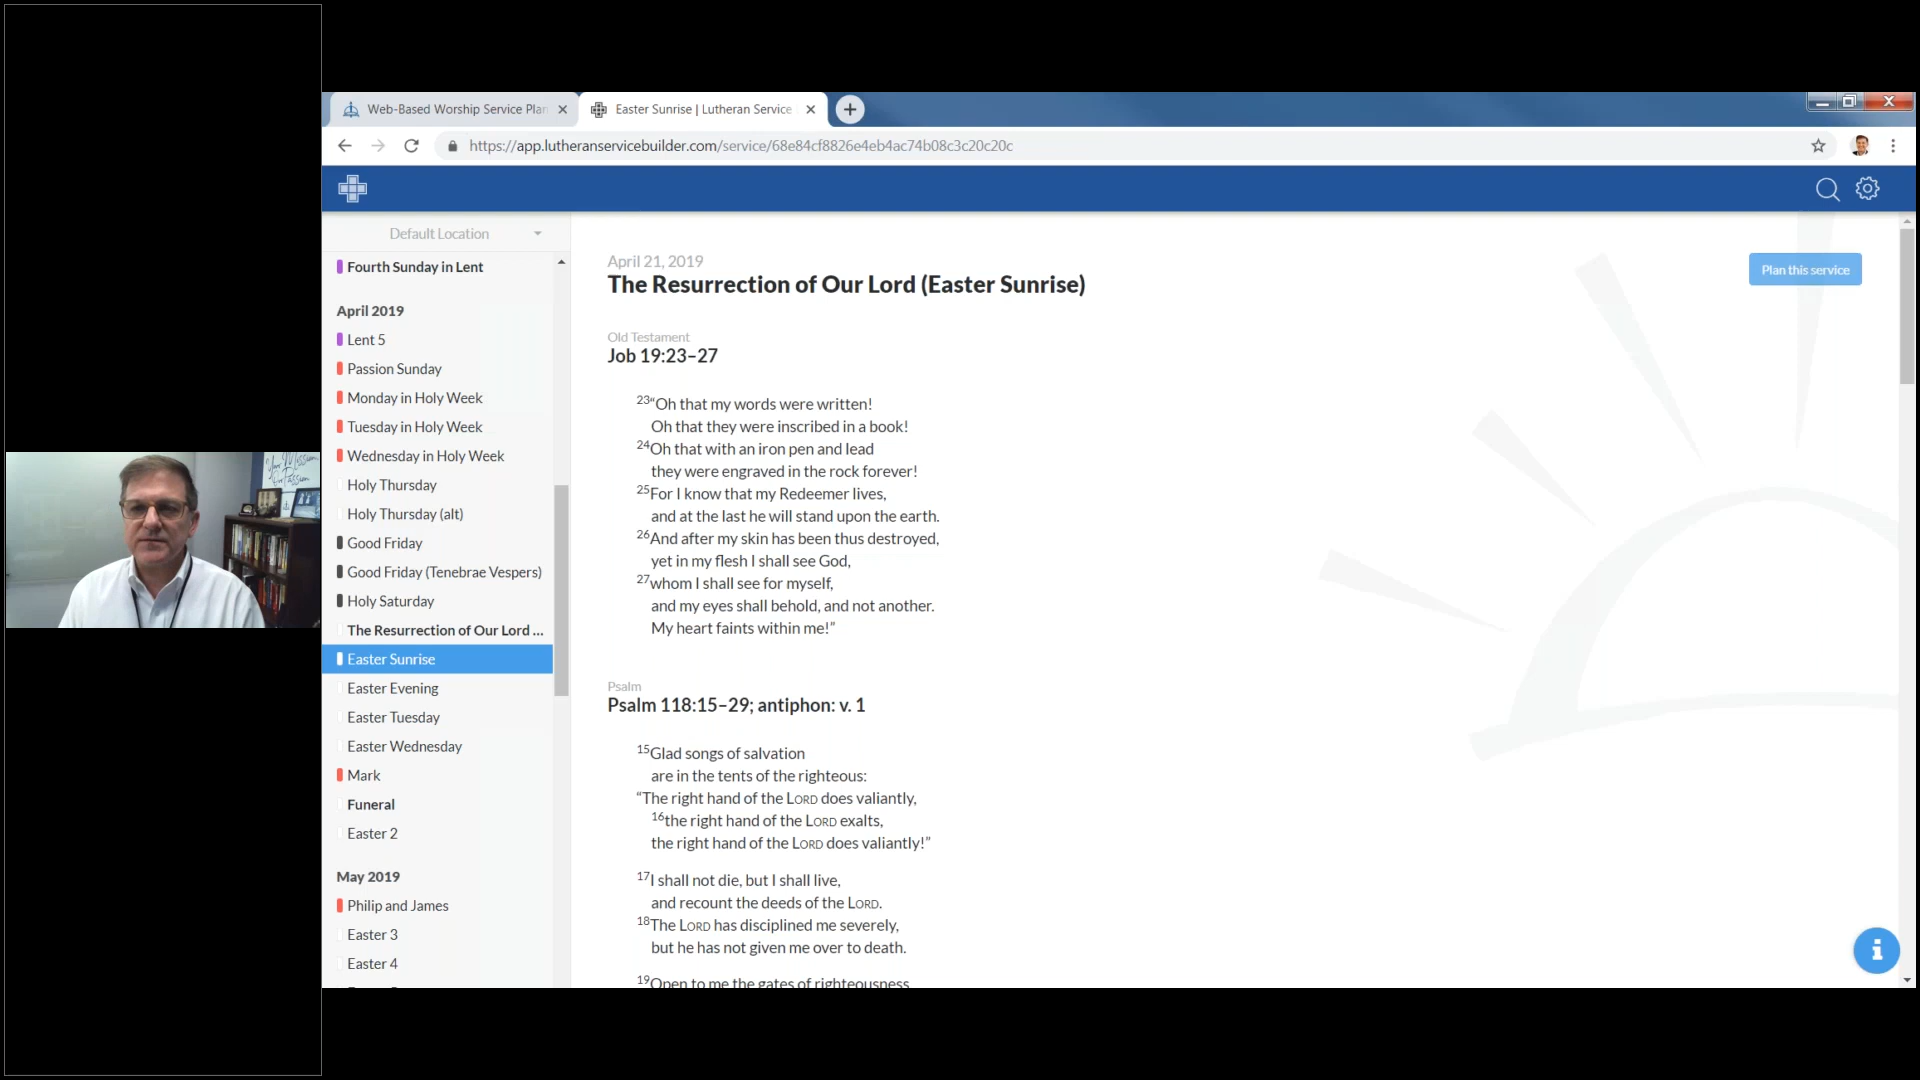 Web-Based Worship Service Plan
Easter Sunrise | Lutheran Service
https://app.lutheranservicebuilder.com/service/68e84cf8826e4eb4ac74b08c3c20c20c
Default Location
Fourth Sunday in Lent
April 2019
Lent 5
Passion Sunday
Monday in Holy Week
Tuesday in Holy Week
Wednesday in Holy Week
Holy Thursday
Holy Thursday (alt)
Good Friday
Good Friday (Tenebrae Vespers)
Holy Saturday
The Resurrection of Our Lord ...
Easter Sunrise
Easter Evening
Easter Tuesday
Easter Wednesday
Mark
Funeral
Easter 2
May 2019
Philip and James
Easter 3
Easter 4
April 21, 2019
The Resurrection of Our Lord (Easter Sunrise)
Plan this service
Old Testament
Job 19:23–27
23“Oh that my words were written!
Oh that they were inscribed in a book!
24Oh that with an iron pen and lead
they were engraved in the rock forever!
25For I know that my Redeemer lives,
and at the last he will stand upon the earth.
26And after my skin has been thus destroyed,
yet in my flesh I shall see God,
27whom I shall see for myself,
and my eyes shall behold, and not another.
My heart faints within me!”
Psalm
Psalm 118:15–29; antiphon: v. 1
15Glad songs of salvation
are in the tents of the righteous:
“The right hand of the LORD does valiantly,
16the right hand of the LORD exalts,
the right hand of the LORD does valiantly!”
17I shall not die, but I shall live,
and recount the deeds of the LORD.
18The LORD has disciplined me severely,
but he has not given me over to death.
19Open to me the gates of righteousness
Your Mission
Our Passion